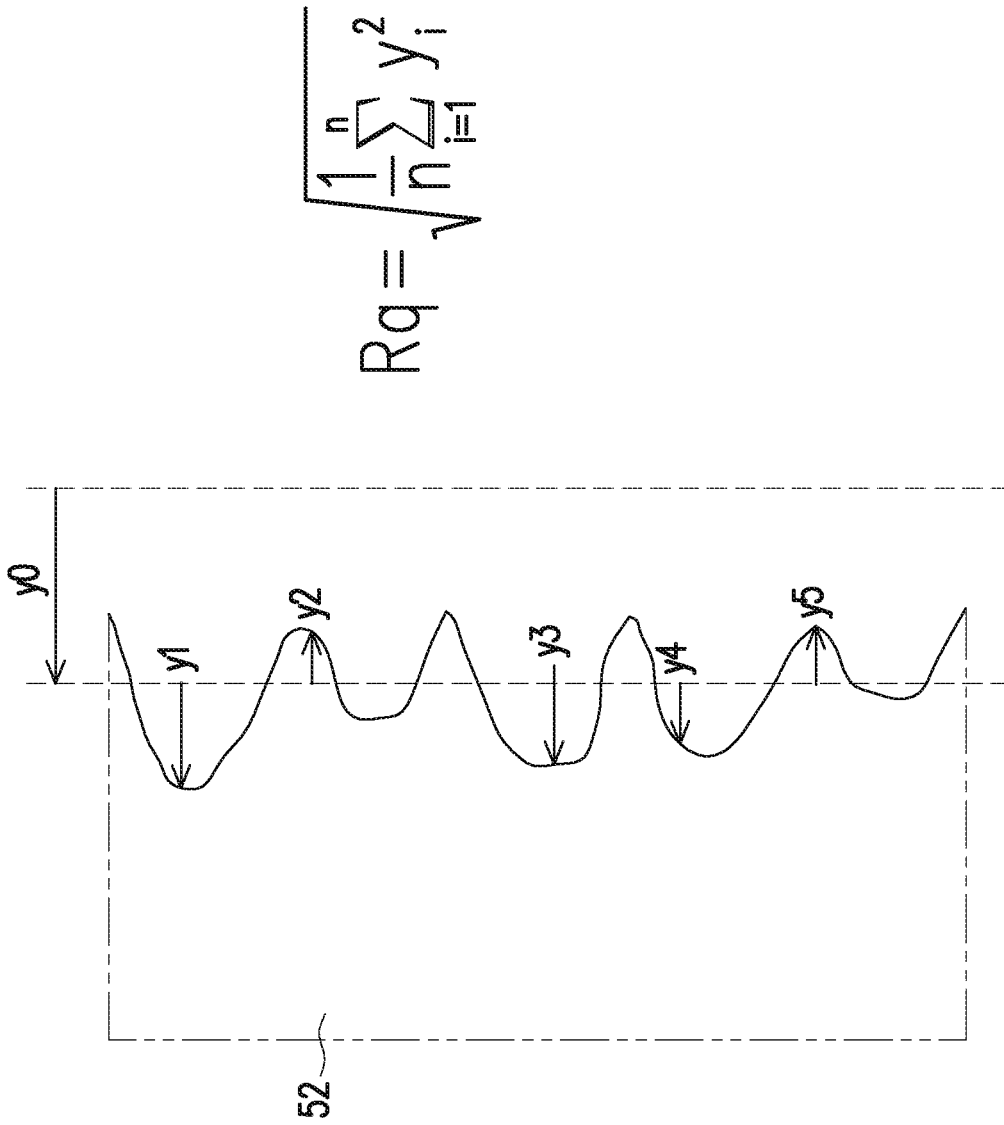 y0
y1
y2
y3
y4
y5
52
Rq = √(1/n n∑i=1 y_i^2)